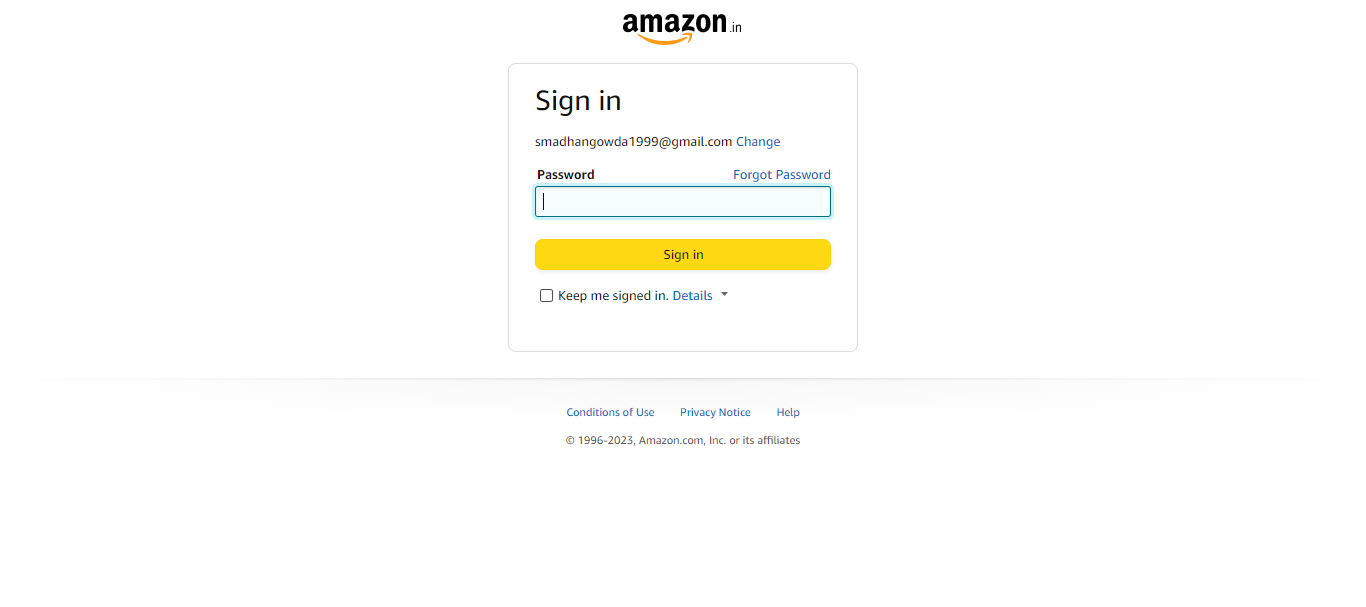 amazon.in
Sign in
smadhangowda1999@gmail.com Change
Password Forgot Password
Sign in
Keep me signed in. Details
Conditions of Use Privacy Notice Help
© 1996-2023, Amazon.com, Inc. or its affiliates